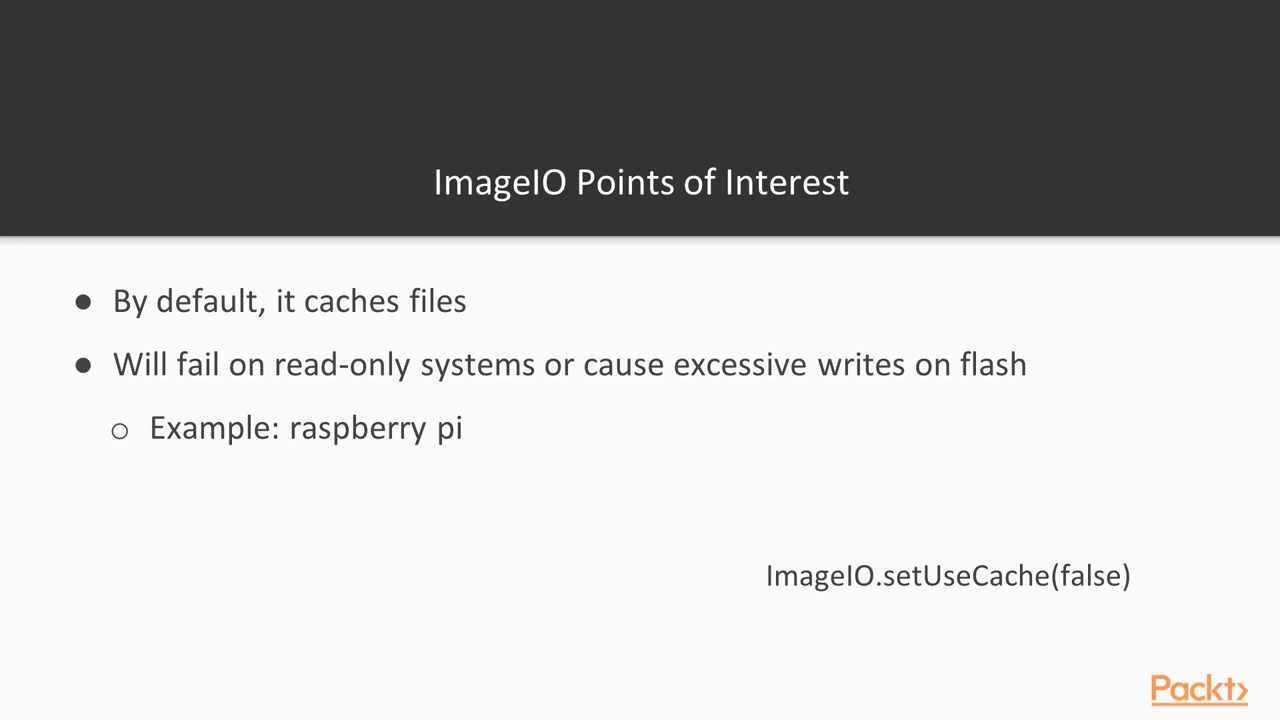 ImageIO Points of Interest
● By default, it caches files
● Will fail on read-only systems or cause excessive writes on flash
○ Example: raspberry pi
ImageIO.setUseCache(false)
Packt>